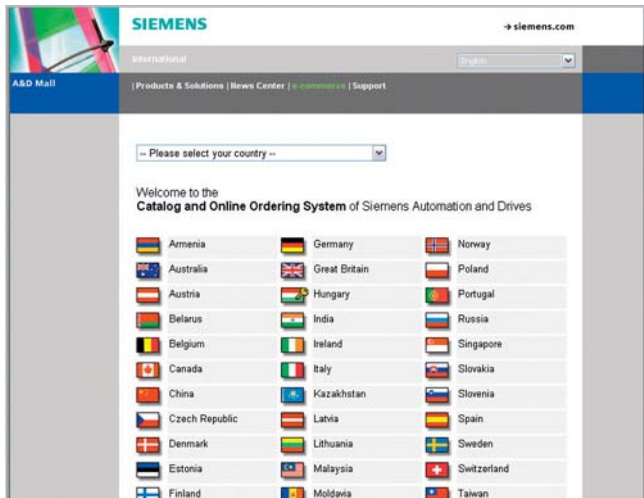 SIEMENS
→ siemens.com
International
English
A&D Mall
| Products & Solutions | News Center | e-commerce | Support
-- Please select your country --
Welcome to the
Catalog and Online Ordering System of Siemens Automation and Drives
Armenia Germany Norway
Australia Great Britain Poland
Austria Hungary Portugal
Belarus India Russia
Belgium Ireland Singapore
Canada Italy Slovakia
China Kazakhstan Slovenia
Czech Republic Latvia Spain
Denmark Lithuania Sweden
Estonia Malaysia Switzerland
Finland Moldavia Taiwan